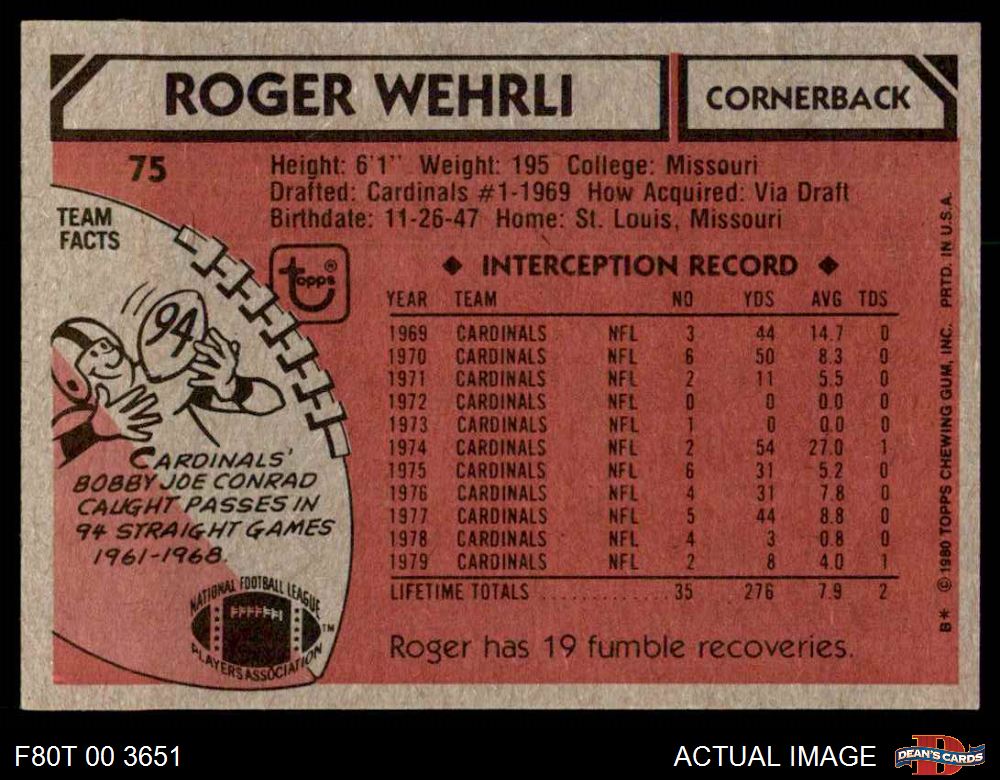 ROGER WEHRLI
CORNERBACK
75
Height: 6'1" Weight: 195 College: Missouri
Drafted: Cardinals #1-1969 How Acquired: Via Draft
Birthdate: 11-26-47 Home: St. Louis, Missouri
TEAM
FACTS
topps®
94
CARDINALS'
BOBBY JOE CONRAD
CAUGHT PASSES IN
94 STRAIGHT GAMES
1961-1968.
NATIONAL FOOTBALL LEAGUE
PLAYERS ASSOCIATION
TM
◆ INTERCEPTION RECORD ◆
YEAR TEAM NO YDS AVG TDS
1969 CARDINALS NFL 3 44 14.7 0
1970 CARDINALS NFL 6 50 8.3 0
1971 CARDINALS NFL 2 11 5.5 0
1972 CARDINALS NFL 0 0 0.0 0
1973 CARDINALS NFL 1 0 0.0 0
1974 CARDINALS NFL 2 54 27.0 1
1975 CARDINALS NFL 6 31 5.2 0
1976 CARDINALS NFL 4 31 7.8 0
1977 CARDINALS NFL 5 44 8.8 0
1978 CARDINALS NFL 4 3 0.8 0
1979 CARDINALS NFL 2 8 4.0 1
LIFETIME TOTALS ............ 35 276 7.9 2
Roger has 19 fumble recoveries.
B* © 1980 TOPPS CHEWING GUM, INC. PRTD. IN U.S.A.
F80T 00 3651
ACTUAL IMAGE
D
DEAN'S CARDS